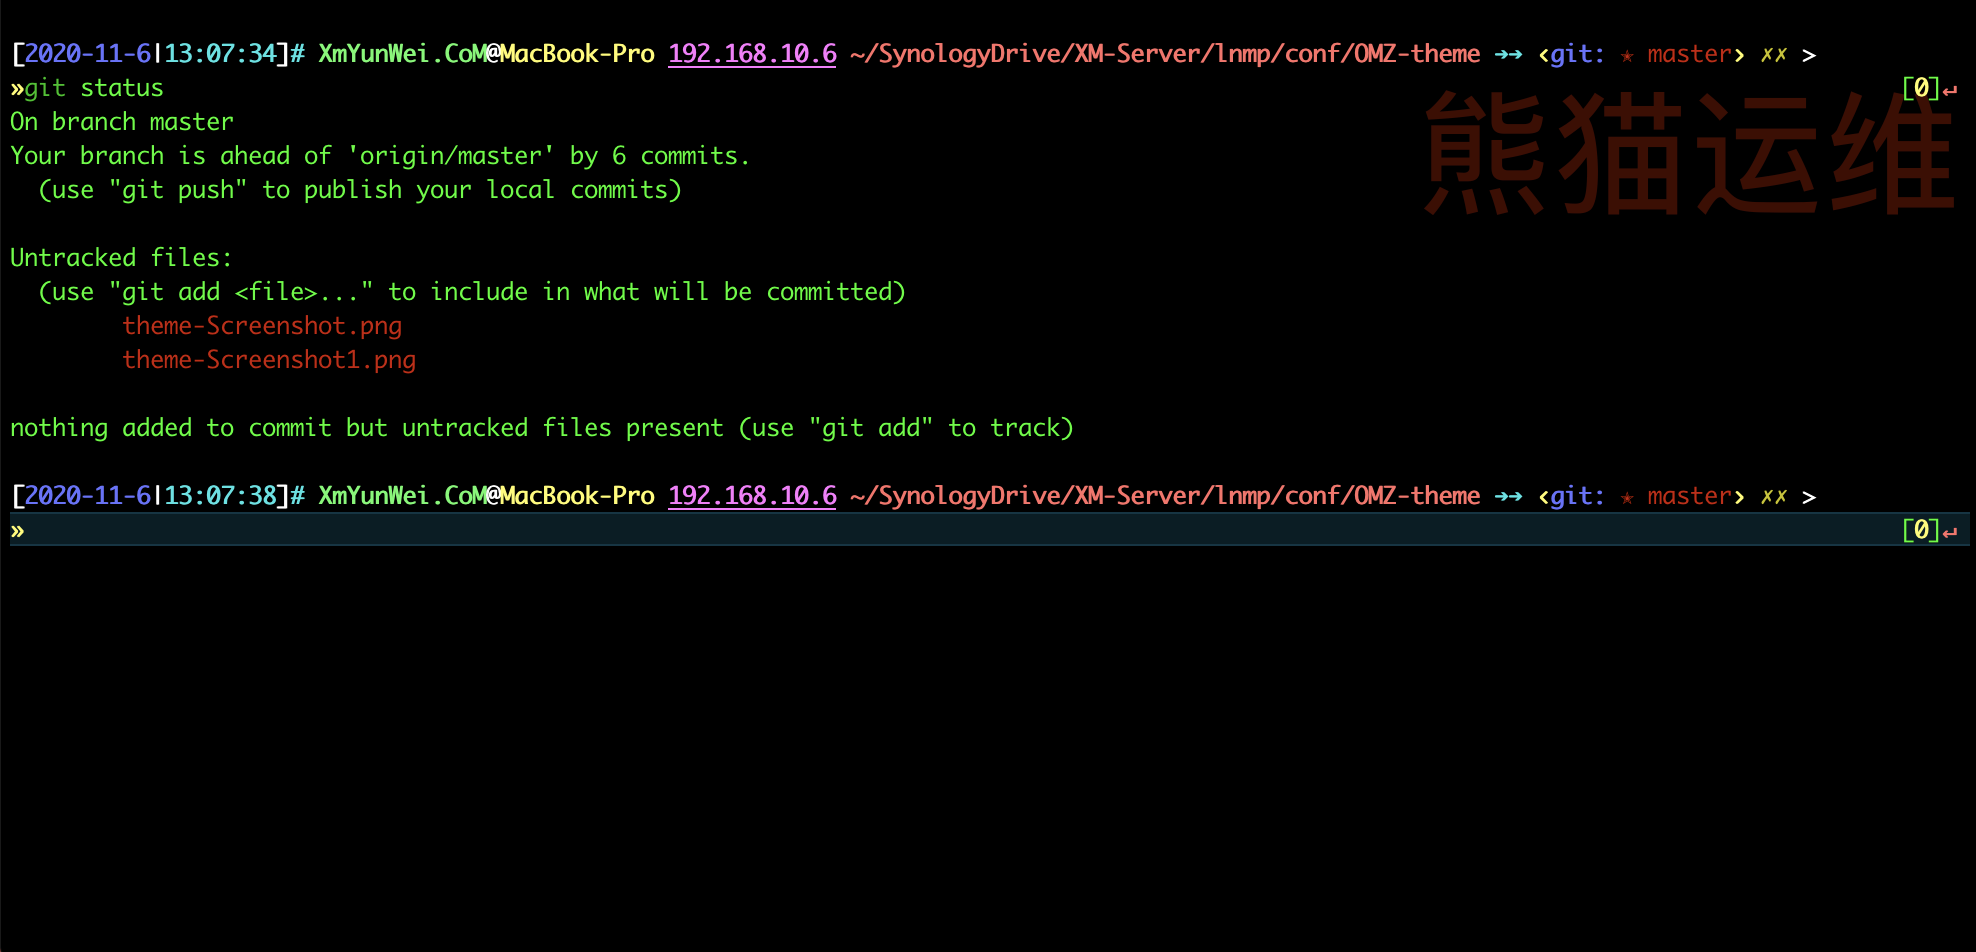 [2020-11-6|13:07:34]# XmYunWei.CoM@MacBook-Pro 192.168.10.6 ~/SynologyDrive/XM-Server/lnmp/conf/OMZ-theme →→ ‹git: ✭ master› ✗✗ >
»git status [0]↵
熊猫运维
On branch master
Your branch is ahead of 'origin/master' by 6 commits.
  (use "git push" to publish your local commits)
Untracked files:
  (use "git add <file>..." to include in what will be committed)
        theme-Screenshot.png
        theme-Screenshot1.png
nothing added to commit but untracked files present (use "git add" to track)
[2020-11-6|13:07:38]# XmYunWei.CoM@MacBook-Pro 192.168.10.6 ~/SynologyDrive/XM-Server/lnmp/conf/OMZ-theme →→ ‹git: ✭ master› ✗✗ >
» [0]↵